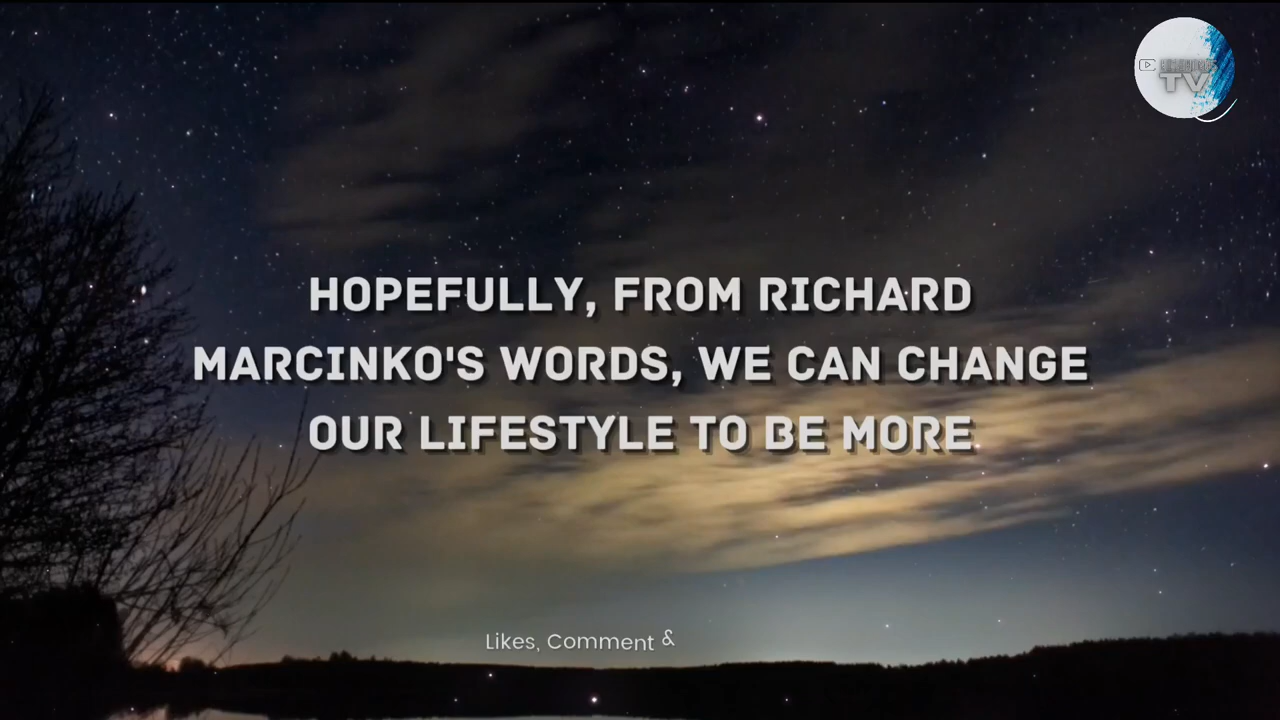 TV
HOPEFULLY, FROM RICHARD
MARCINKO'S WORDS, WE CAN CHANGE
OUR LIFESTYLE TO BE MORE
Likes, Comment &